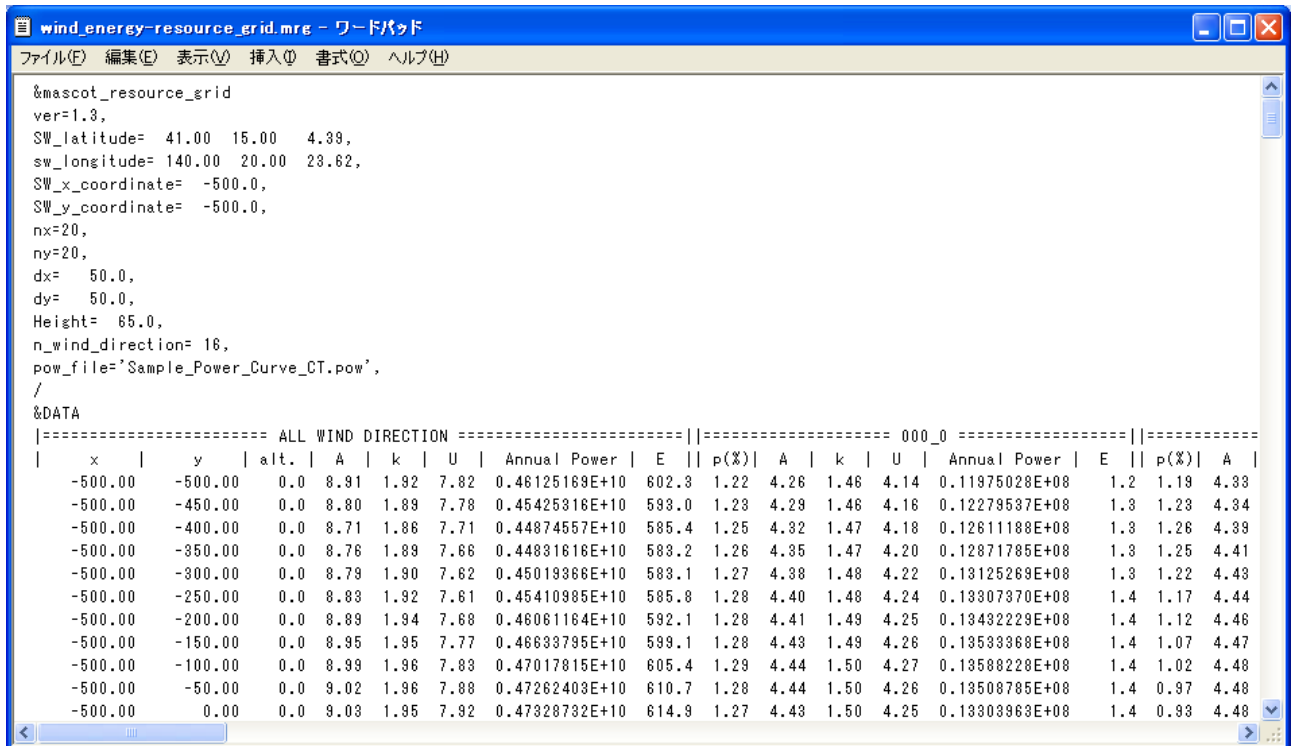 wind_energy-resource_grid.mrg - ワードパッド
ファイル(F) 編集(E) 表示(V) 挿入(I) 書式(O) ヘルプ(H)
&mascot_resource_grid
ver=1.3,
SW_latitude= 41.00 15.00 4.39,
sw_longitude= 140.00 20.00 23.62,
SW_x_coordinate= -500.0,
SW_y_coordinate= -500.0,
nx=20,
ny=20,
dx= 50.0,
dy= 50.0,
Height= 65.0,
n_wind_direction= 16,
pow_file='Sample_Power_Curve_CT.pow',
/
&DATA
|======================== ALL WIND DIRECTION ========================||==================== 000_0 ==================||============
| x | y | alt. | A | k | U | Annual Power | E || p(%)| A | k | U | Annual Power | E || p(%)| A |
-500.00 -500.00 0.0 8.91 1.92 7.82 0.46125169E+10 602.3 1.22 4.26 1.46 4.14 0.11975028E+08 1.2 1.19 4.33
-500.00 -450.00 0.0 8.80 1.89 7.78 0.45425316E+10 593.0 1.23 4.29 1.46 4.16 0.12279537E+08 1.3 1.23 4.34
-500.00 -400.00 0.0 8.71 1.86 7.71 0.44874557E+10 585.4 1.25 4.32 1.47 4.18 0.12611188E+08 1.3 1.26 4.39
-500.00 -350.00 0.0 8.76 1.89 7.66 0.44831616E+10 583.2 1.26 4.35 1.47 4.20 0.12871785E+08 1.3 1.25 4.41
-500.00 -300.00 0.0 8.79 1.90 7.62 0.45019366E+10 583.1 1.27 4.38 1.48 4.22 0.13125269E+08 1.3 1.22 4.43
-500.00 -250.00 0.0 8.83 1.92 7.61 0.45410985E+10 585.8 1.28 4.40 1.48 4.24 0.13307370E+08 1.4 1.17 4.44
-500.00 -200.00 0.0 8.89 1.94 7.68 0.46061164E+10 592.1 1.28 4.41 1.49 4.25 0.13432229E+08 1.4 1.12 4.46
-500.00 -150.00 0.0 8.95 1.95 7.77 0.46633795E+10 599.1 1.28 4.43 1.49 4.26 0.13533368E+08 1.4 1.07 4.47
-500.00 -100.00 0.0 8.99 1.96 7.83 0.47017815E+10 605.4 1.29 4.44 1.50 4.27 0.13588228E+08 1.4 1.02 4.48
-500.00 -50.00 0.0 9.02 1.96 7.88 0.47262403E+10 610.7 1.28 4.44 1.50 4.26 0.13508785E+08 1.4 0.97 4.48
-500.00 0.00 0.0 9.03 1.95 7.92 0.47328732E+10 614.9 1.27 4.43 1.50 4.25 0.13303963E+08 1.4 0.93 4.48